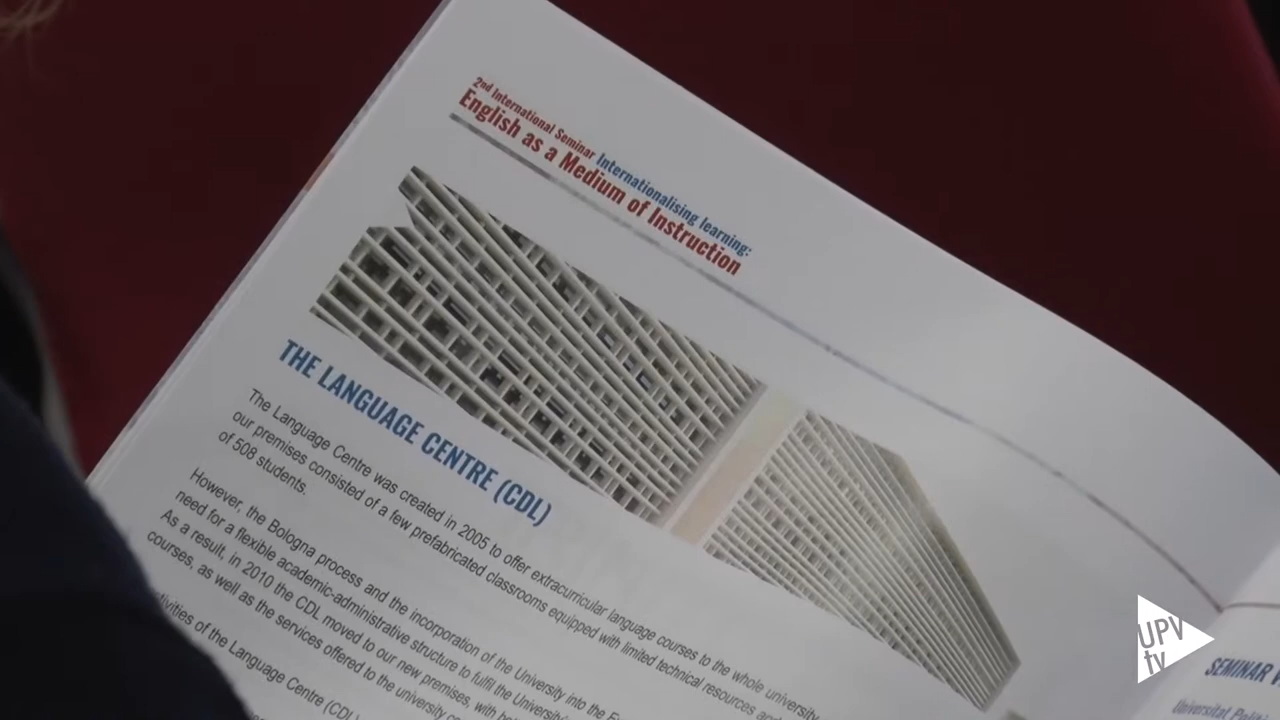 2nd International Seminar Internationalising learning:
English as a Medium of Instruction
THE LANGUAGE CENTRE (CDL)
The Language Centre was created in 2005 to offer extracurricular language courses to the whole university
our premises consisted of a few prefabricated classrooms equipped with limited technical resources
of 508 students.
However, the Bologna process and the incorporation of the University into the
need for a flexible academic-administrative structure to fulfil the
As a result, in 2010 the CDL moved to our new premises, with
courses, as well as the services offered to the university
of the Language Centre (CDL)
SEMINAR
Universitat
UPV
tv